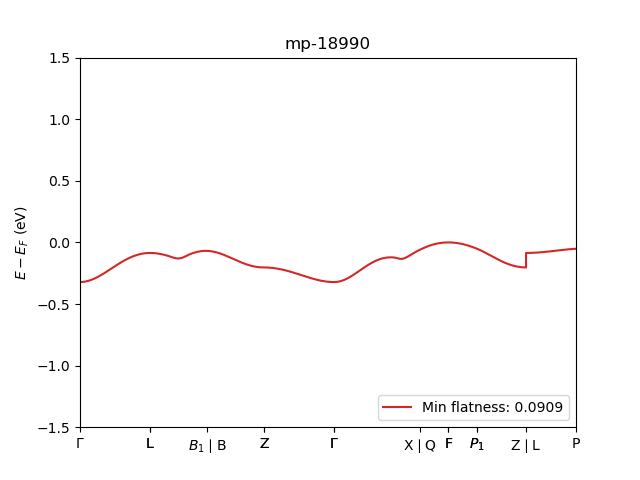 mp-18990
E − E_F (eV)
1.5
1.0
0.5
0.0
−0.5
−1.0
−1.5
Min flatness: 0.0909
Γ L B₁ | B Z Γ X | Q F P₁ Z | L P